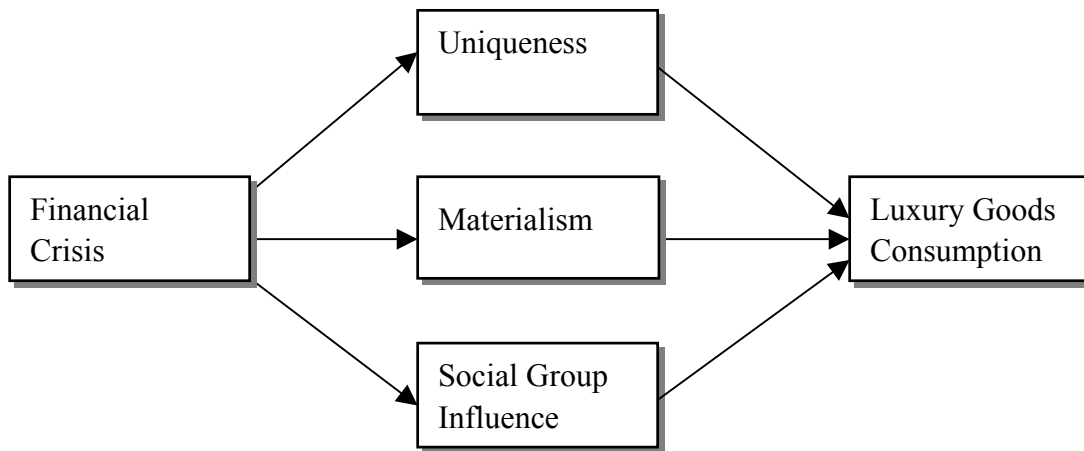 Uniqueness
Financial
Crisis
Materialism
Luxury Goods
Consumption
Social Group
Influence